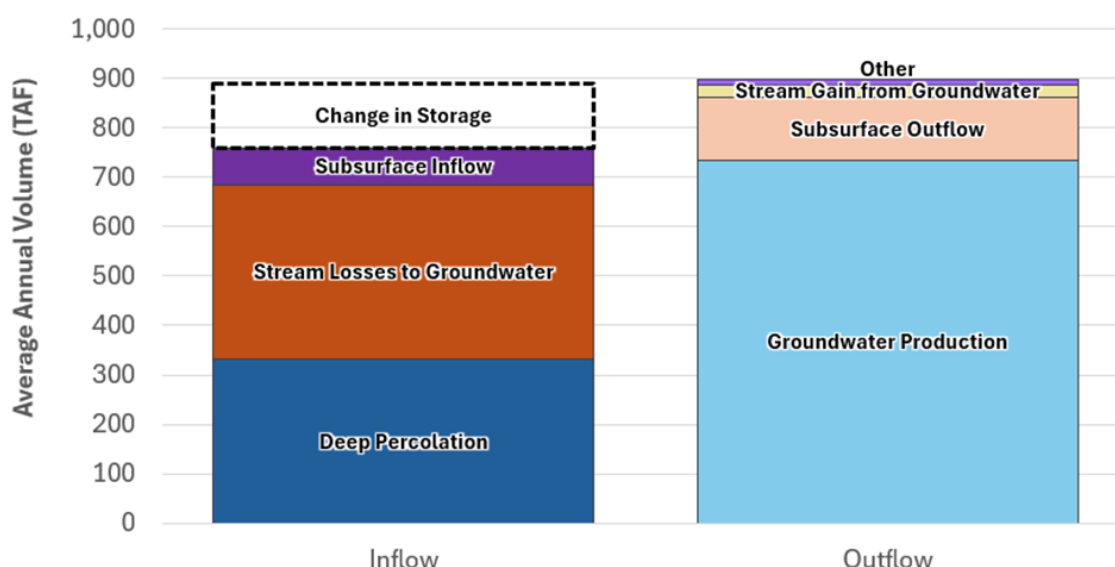 Average Annual Volume (TAF)
1,000
900
800
700
600
500
400
300
200
100
0
Change in Storage
Subsurface Inflow
Stream Losses to Groundwater
Deep Percolation
Other
Stream Gain from Groundwater
Subsurface Outflow
Groundwater Production
Inflow
Outflow